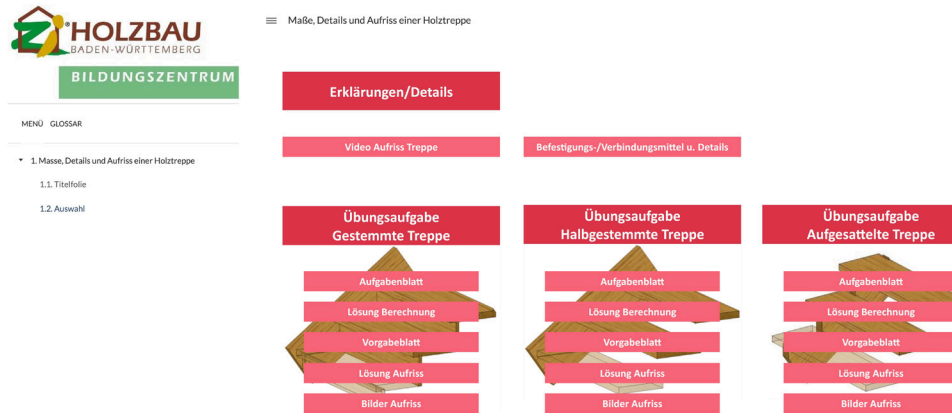 HOLZBAU
BADEN-WÜRTTEMBERG
BILDUNGSZENTRUM
MENÜ GLOSSAR
1. Masse, Details und Aufriss einer Holztreppe
1.1. Titelfolie
1.2. Auswahl
Maße, Details und Aufriss einer Holztreppe
Erklärungen/Details
Video Aufriss Treppe
Befestigungs-/Verbindungsmittel u. Details
Übungsaufgabe
Gestemmte Treppe
Aufgabenblatt
Lösung Berechnung
Vorgabeblatt
Lösung Aufriss
Bilder Aufriss
Übungsaufgabe
Halbgestemmte Treppe
Aufgabenblatt
Lösung Berechnung
Vorgabeblatt
Lösung Aufriss
Bilder Aufriss
Übungsaufgabe
Aufgesattelte Treppe
Aufgabenblatt
Lösung Berechnung
Vorgabeblatt
Lösung Aufriss
Bilder Aufriss